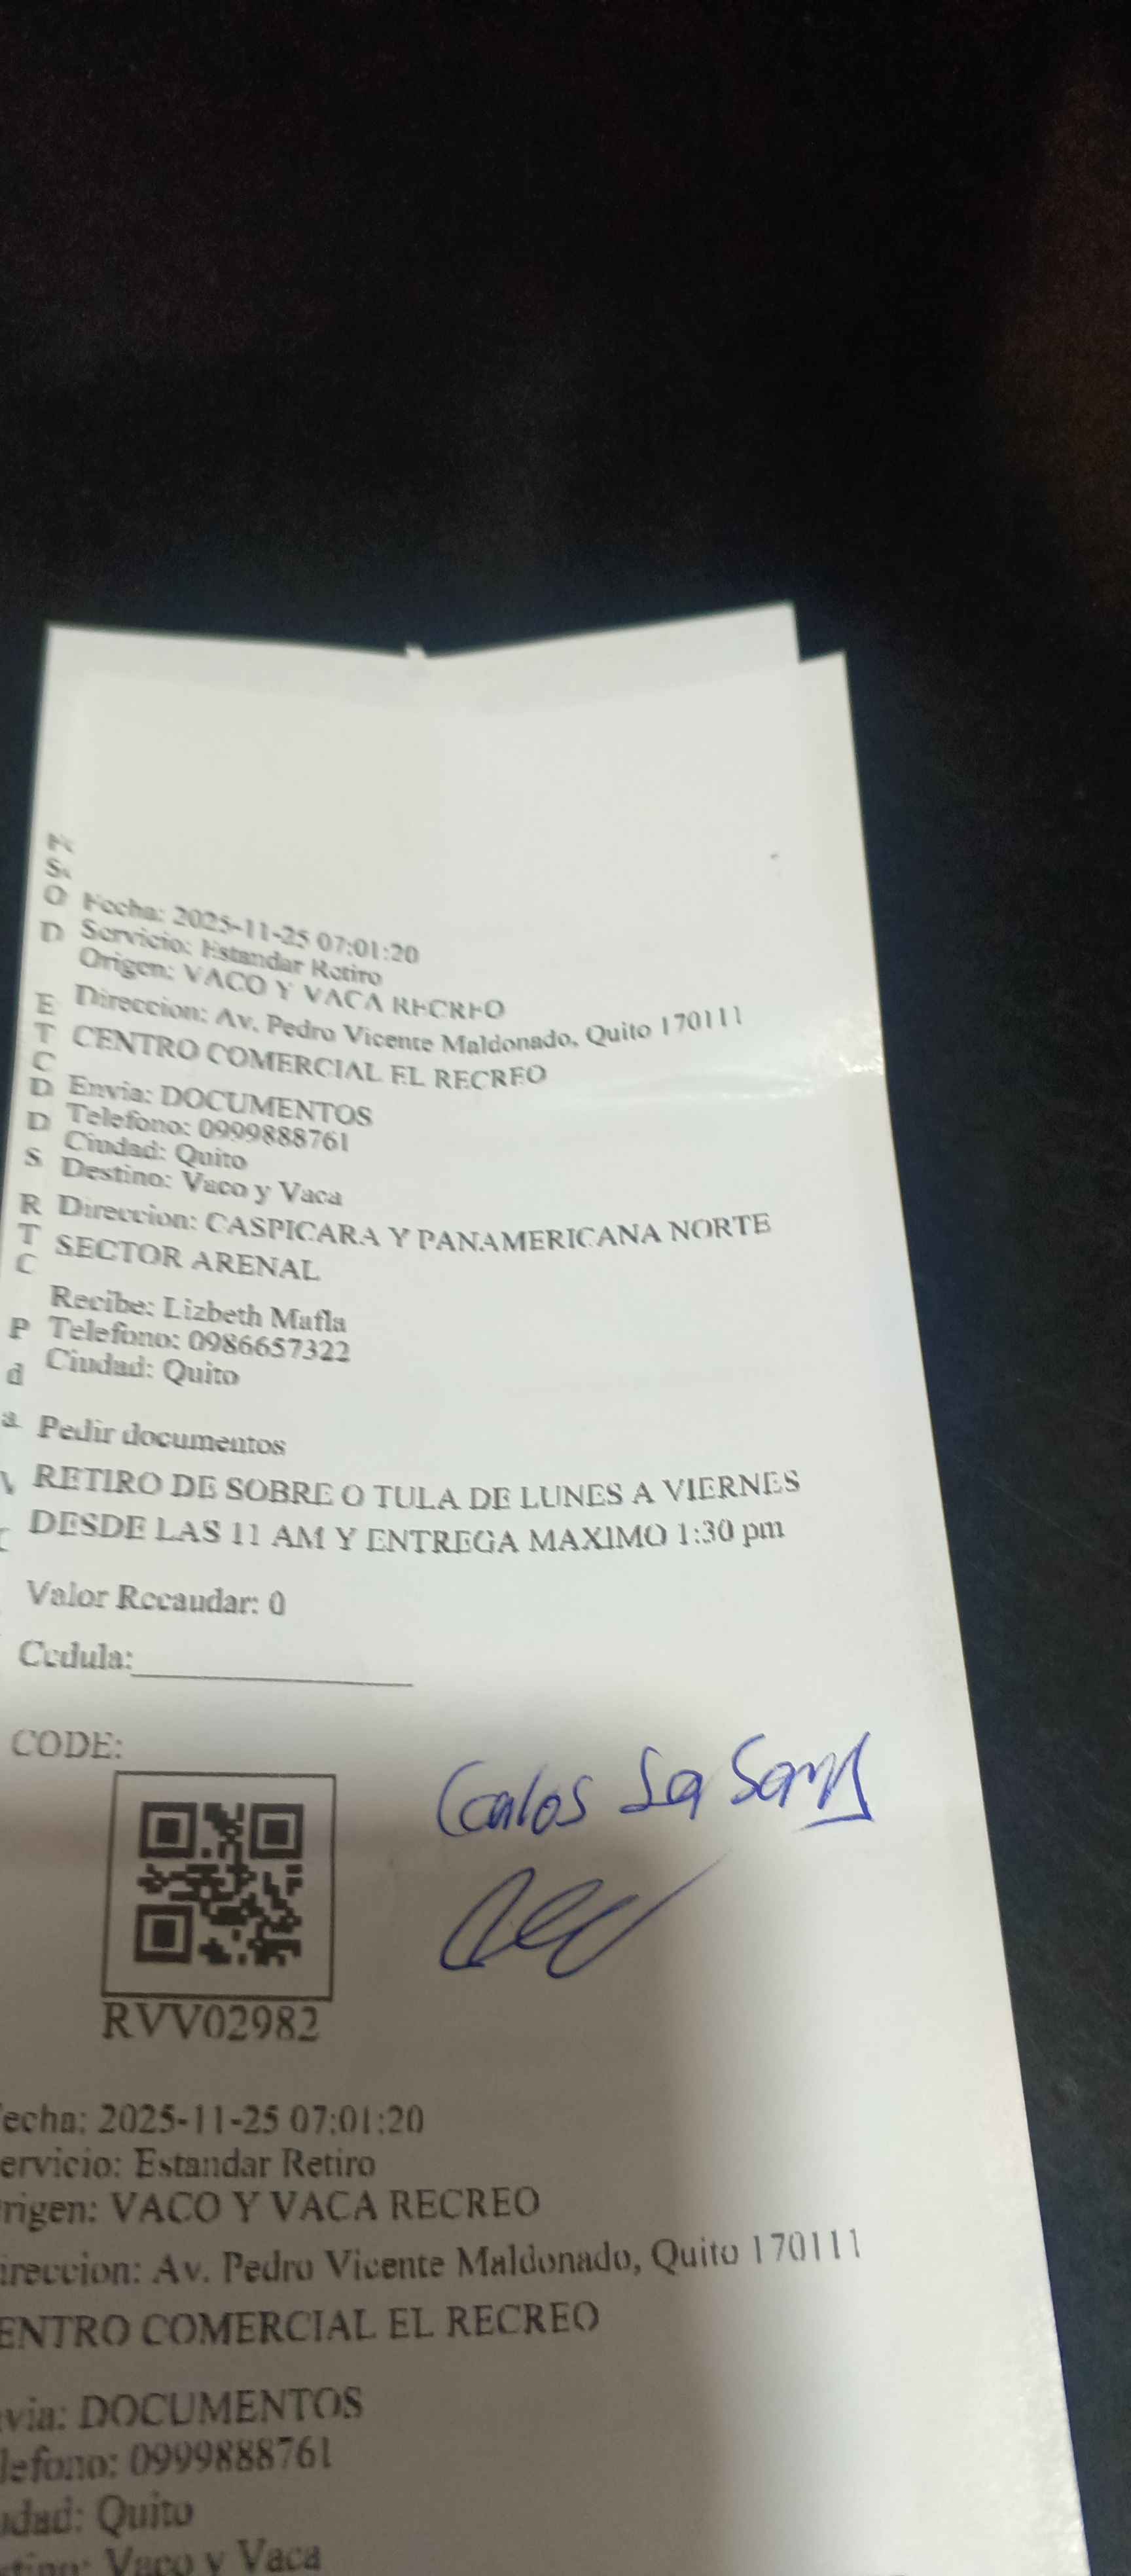 Fecha: 2025-11-25 07:01:20
Servicio: Estandar Retiro
Origen: VACO Y VACA RECREO
Direccion: Av. Pedro Vicente Maldonado, Quito 170111
CENTRO COMERCIAL EL RECREO
Envia: DOCUMENTOS
Telefono: 0999888761
Ciudad: Quito
Destino: Vaco y Vaca
Direccion: CASPICARA Y PANAMERICANA NORTE
SECTOR ARENAL
Recibe: Lizbeth Mafla
Telefono: 0986657322
Ciudad: Quito
Pedir documentos
RETIRO DE SOBRE O TULA DE LUNES A VIERNES
DESDE LAS 11 AM Y ENTREGA MAXIMO 1:30 pm
Valor Recaudar: 0
Cedula:
CODE:
Carlos
RVV02982
echa: 2025-11-25 07:01:20
ervicio: Estandar Retiro
rigen: VACO Y VACA RECREO
ireccion: Av. Pedro Vicente Maldonado, Quito 170111
ENTRO COMERCIAL EL RECREO
via: DOCUMENTOS
lefono: 0999888761
udad: Quito
stino: Vaco y Vaca